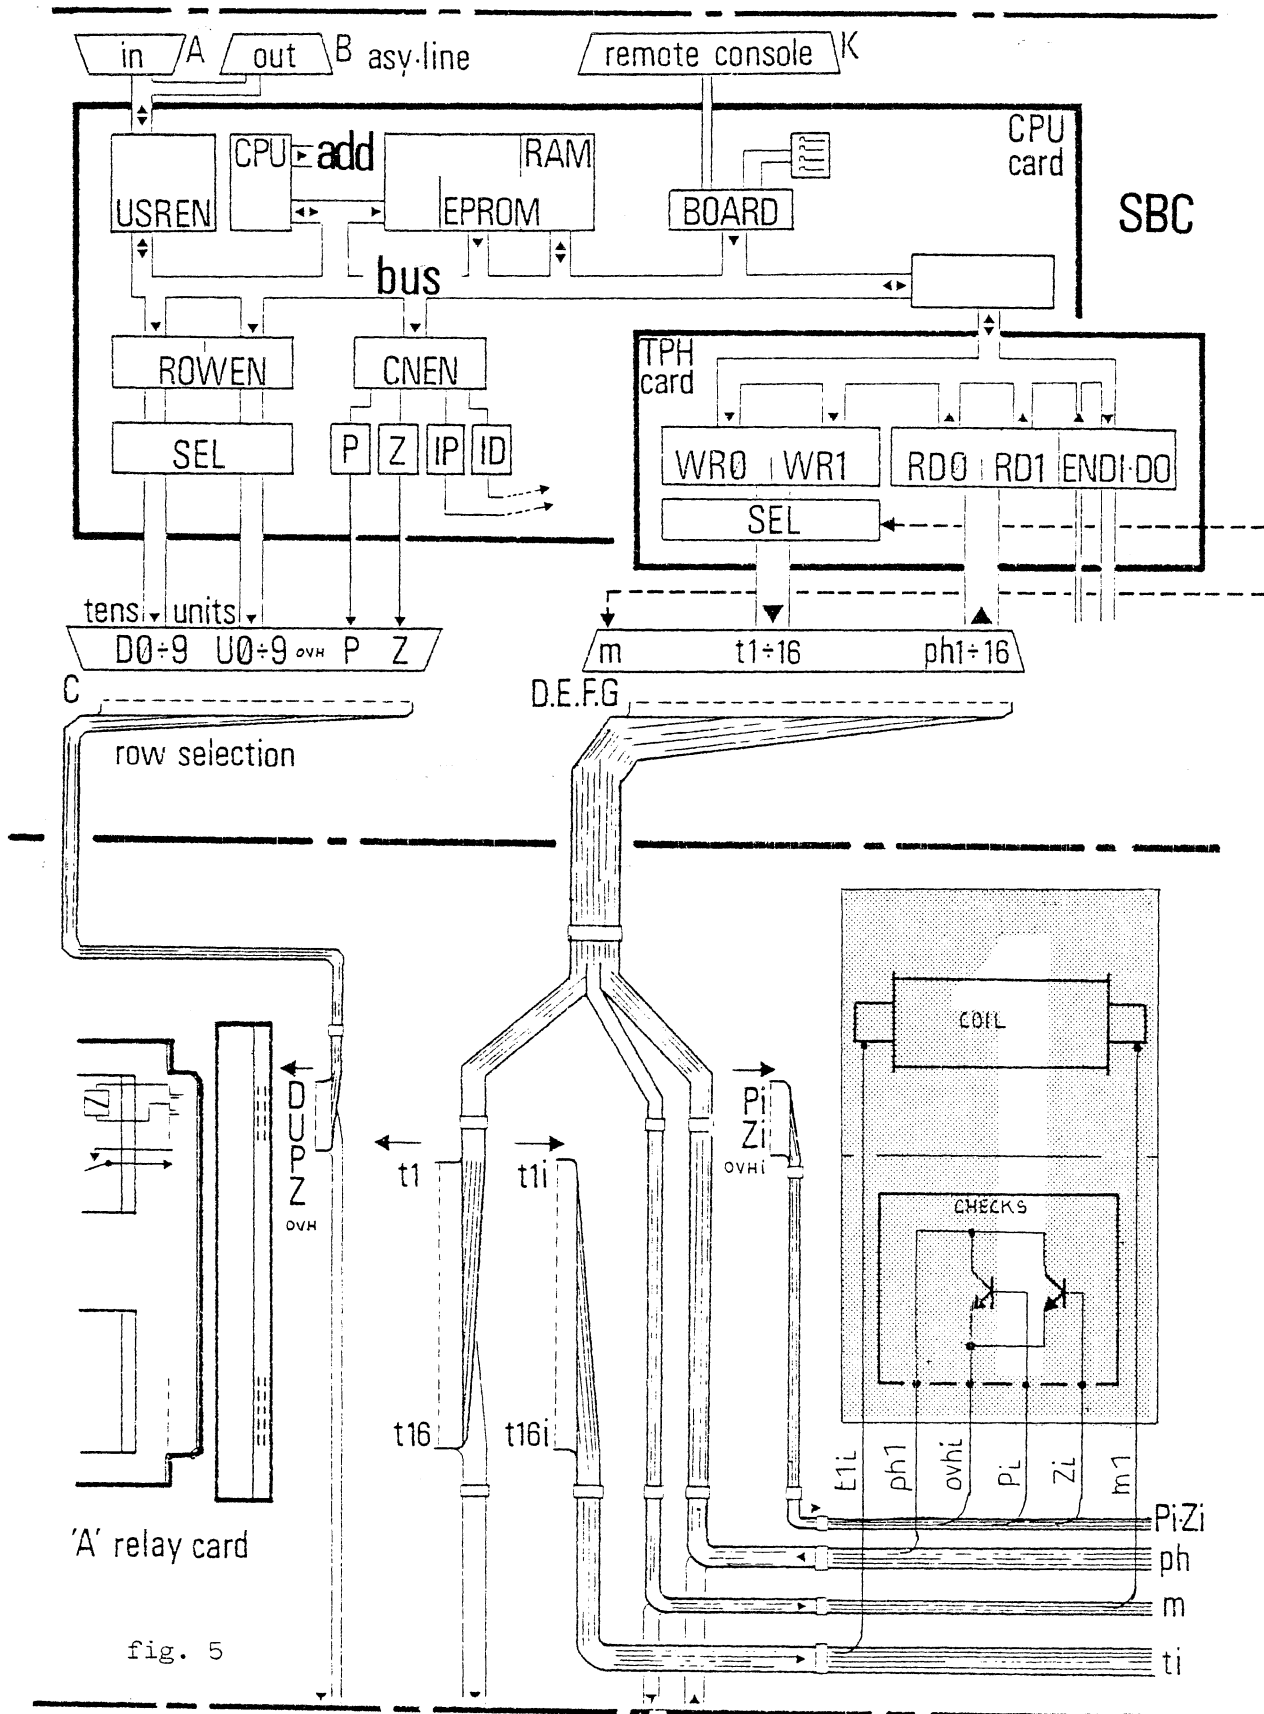 in A out B asy·line remote console K
CPU card
USREN
CPU
add
RAM
EPROM
BOARD
SBC
bus
ROWEN
CNEN
TPH card
SEL
P Z IP ID
WR0 WR1
RD0 RD1 ENDI·DO
SEL
tens units
D0÷9 U0÷9 OVH P Z
m t1÷16 ph1÷16
C
D.E.F.G
row selection
COIL
D
U
P
Z
OVH
Pi
Zi
OVHi
Z
t1
t1i
CHECKS
t16
t16i
t1i
ph1
ovhi
Pi
Zi
m1
Pi·Zi
ph
m
ti
'A' relay card
fig. 5